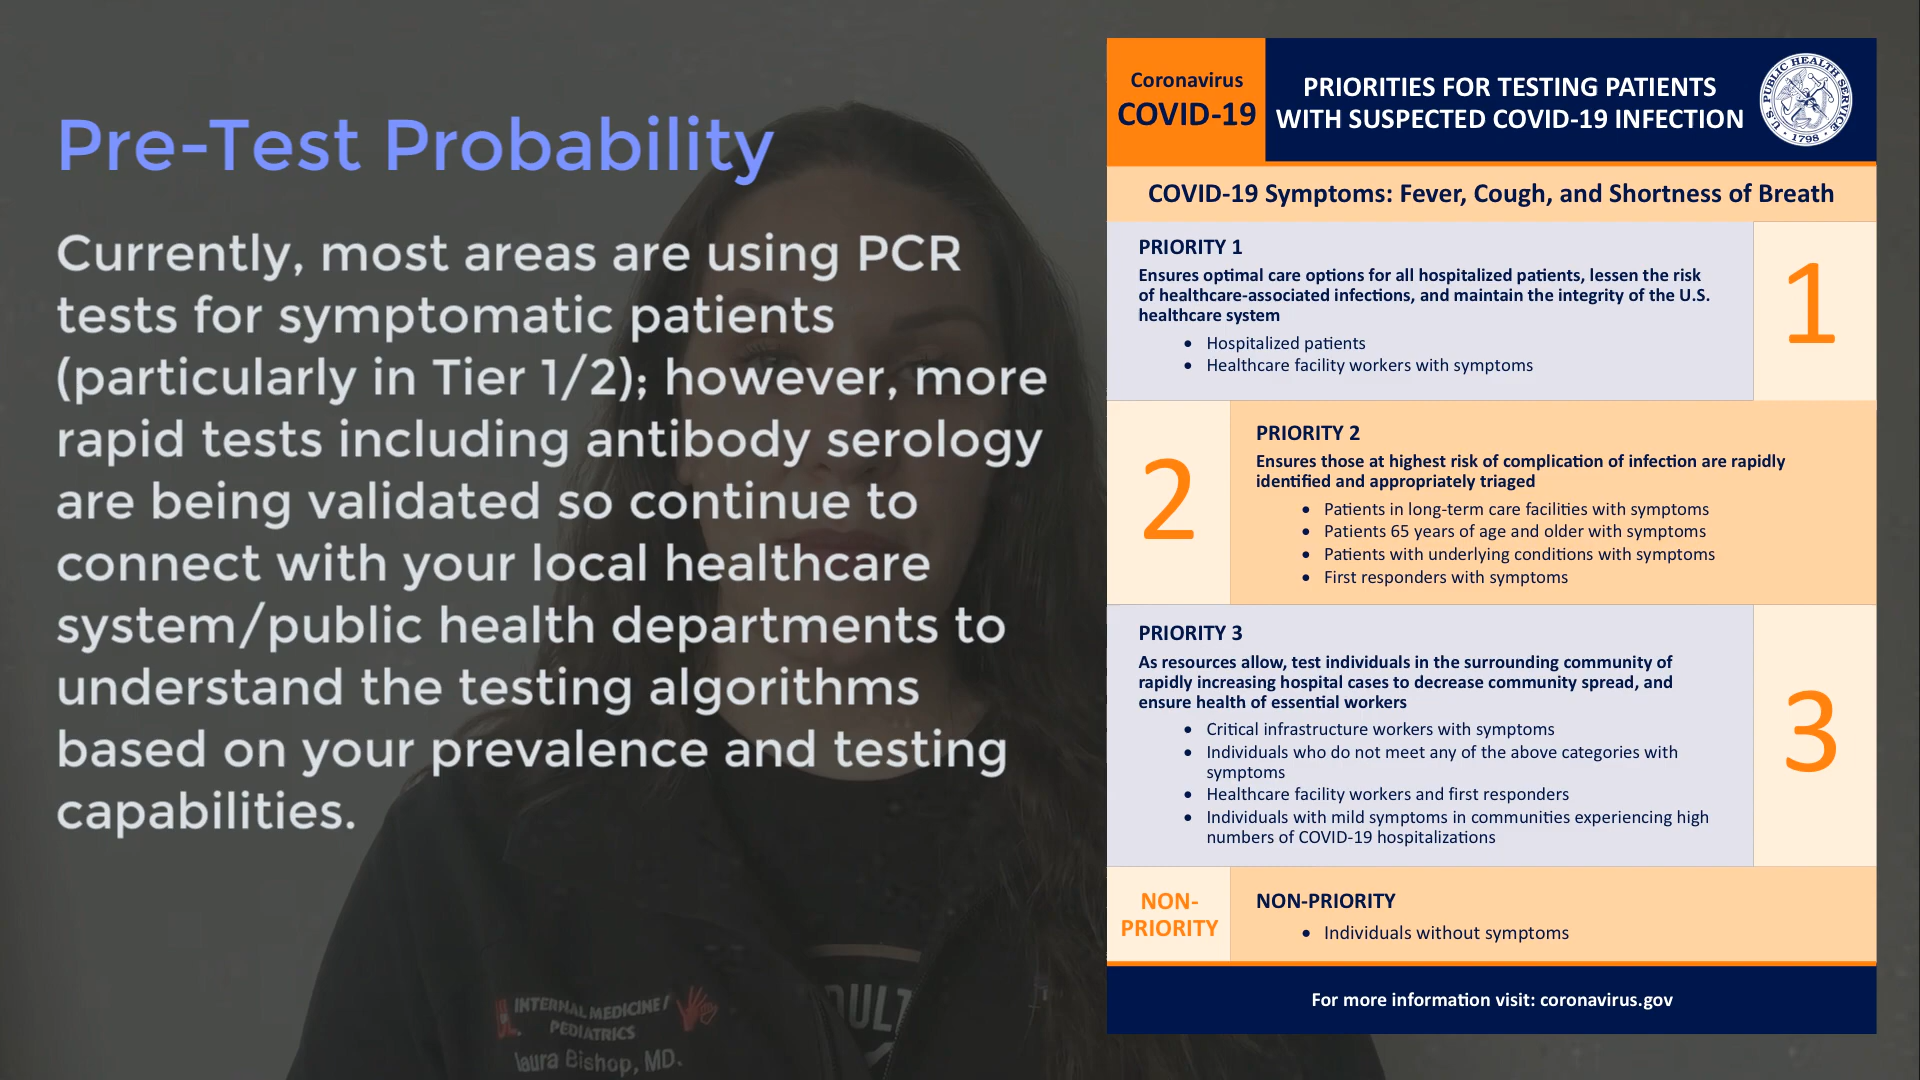 Pre-Test Probability
Currently, most areas are using PCR
tests for symptomatic patients
(particularly in Tier 1/2); however, more
rapid tests including antibody serology
are being validated so continue to
connect with your local healthcare
system/public health departments to
understand the testing algorithms
based on your prevalence and testing
capabilities.
INTERNAL MEDICINE/
PEDIATRICS
Laura Bishop, MD.
Coronavirus
COVID-19
PRIORITIES FOR TESTING PATIENTS
WITH SUSPECTED COVID-19 INFECTION
U.S. PUBLIC HEALTH SERVICE
1798
COVID-19 Symptoms: Fever, Cough, and Shortness of Breath
PRIORITY 1
Ensures optimal care options for all hospitalized patients, lessen the risk
of healthcare-associated infections, and maintain the integrity of the U.S.
healthcare system
• Hospitalized patients
• Healthcare facility workers with symptoms
1
2
PRIORITY 2
Ensures those at highest risk of complication of infection are rapidly
identified and appropriately triaged
• Patients in long-term care facilities with symptoms
• Patients 65 years of age and older with symptoms
• Patients with underlying conditions with symptoms
• First responders with symptoms
PRIORITY 3
As resources allow, test individuals in the surrounding community of
rapidly increasing hospital cases to decrease community spread, and
ensure health of essential workers
• Critical infrastructure workers with symptoms
• Individuals who do not meet any of the above categories with
symptoms
• Healthcare facility workers and first responders
• Individuals with mild symptoms in communities experiencing high
numbers of COVID-19 hospitalizations
3
NON-
PRIORITY
NON-PRIORITY
• Individuals without symptoms
For more information visit: coronavirus.gov